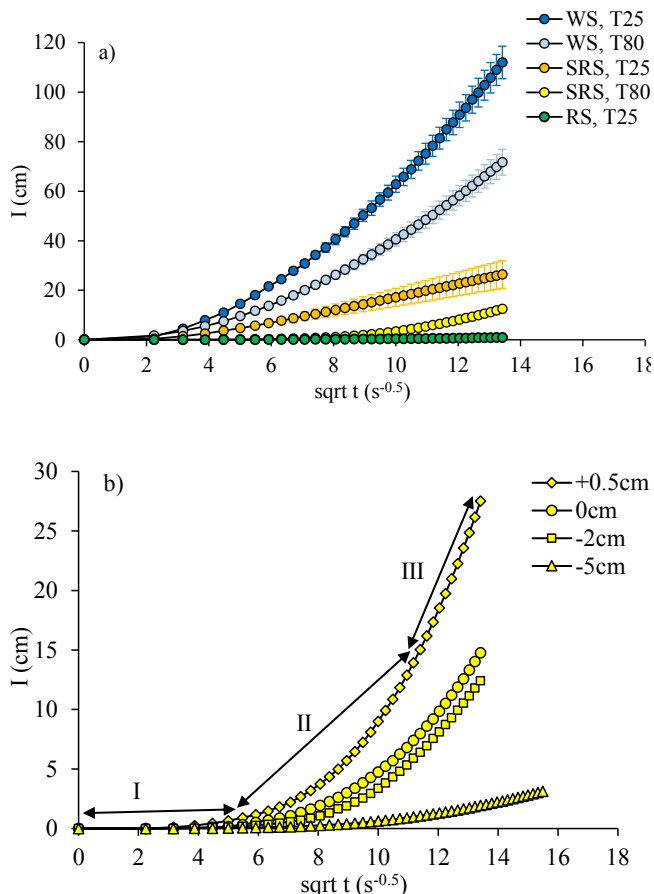 a)
WS, T25
WS, T80
SRS, T25
SRS, T80
RS, T25
120
100
80
60
40
20
0
I (cm)
0 2 4 6 8 10 12 14 16 18
sqrt t (s-0.5)
b)
+0.5cm
0cm
-2cm
-5cm
30
25
20
15
10
5
0
I (cm)
I
II
III
0 2 4 6 8 10 12 14 16 18
sqrt t (s-0.5)